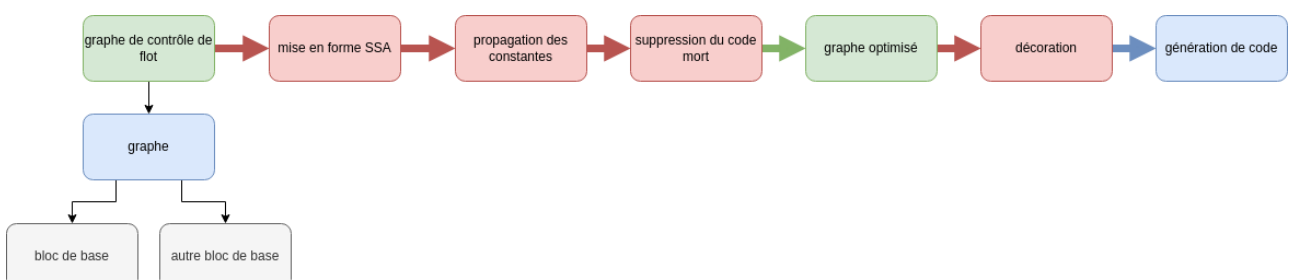 graphe de contrôle de
flot
mise en forme SSA
propagation des
constantes
suppression du code
mort
graphe optimisé
décoration
génération de code
graphe
bloc de base
autre bloc de base